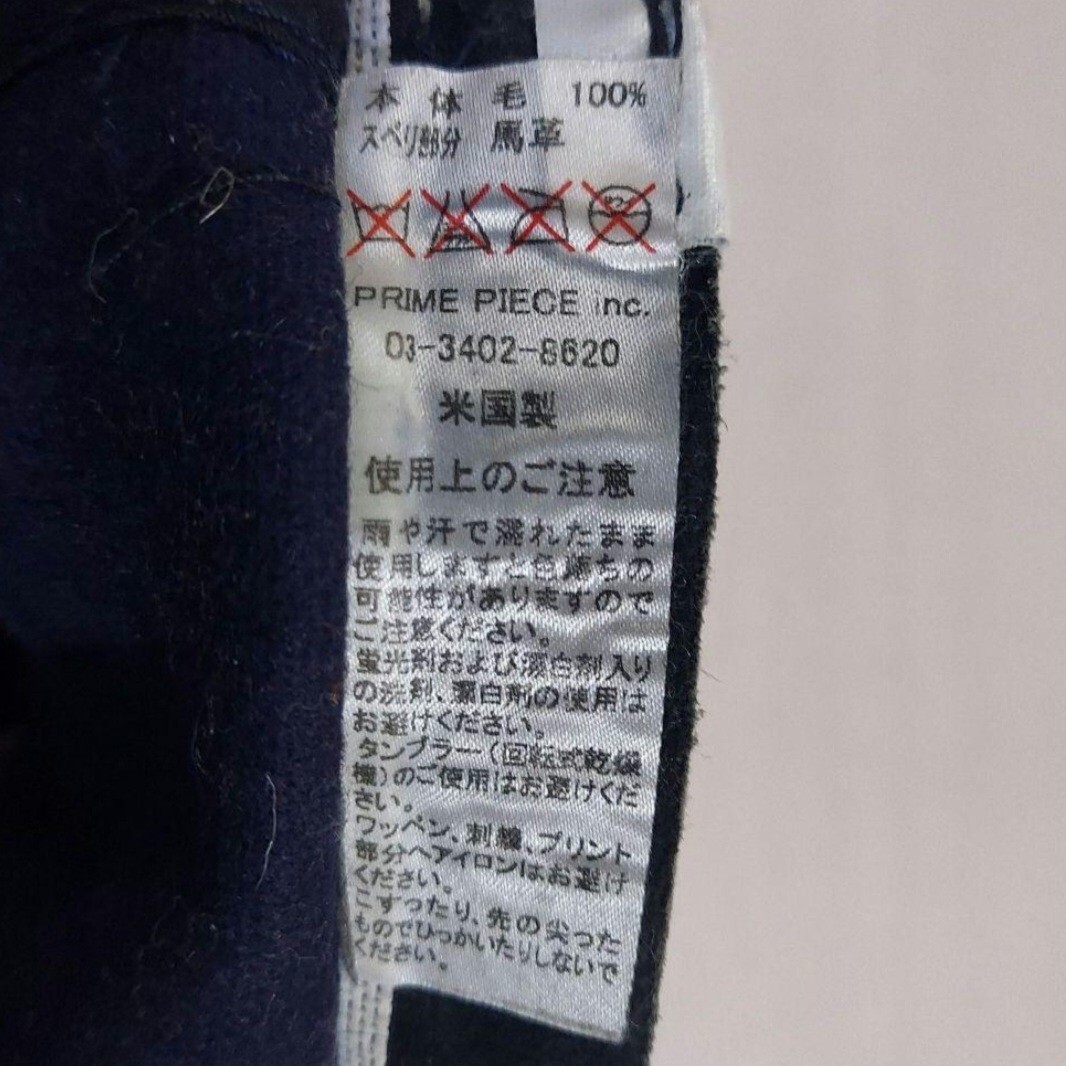 本体 毛 100%
スベリ部分 馬革
PRIME PIECE inc.
03-3402-8620
米国製
使用上のご注意
雨や汗で濡れたまま
使用しますと色落ちの
可能性がありますので
ご注意ください。
蛍光剤および漂白剤入り
の洗剤、漂白剤の使用は
お避けください。
タンブラー(回転式乾燥
機)のご使用はお避けくだ
さい。
ワッペン、刺繍、プリント
部分へアイロンはお避け
ください。
こすったり、先の尖った
ものでひっかいたりしないで
ください。